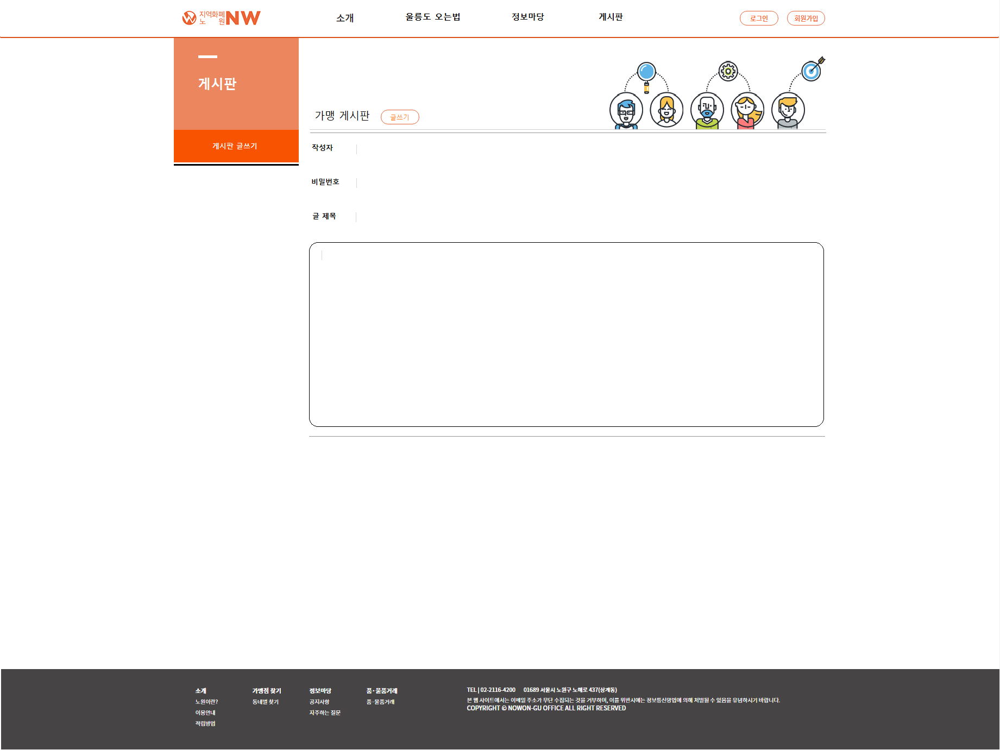 지역화폐
노 원 NW
소개
울릉도 오는법
정보마당
게시판
로그인
회원가입
게시판
게시판 글쓰기
가맹 게시판
글쓰기
작성자
비밀번호
글 제목
소개
노원이란?
이용안내
적립방법
가맹점 찾기
동네별 찾기
정보마당
공지사항
자주하는 질문
품·물품거래
품·물품거래
TEL | 02-2116-4200 01689 서울시 노원구 노해로 437(상계동)
본 웹 사이트에서는 이메일 주소가 무단 수집되는 것을 거부하며, 이를 위반시에는 정보통신망법에 의해 처벌될 수 있음을 유념하시기 바랍니다.
COPYRIGHT © NOWON-GU OFFICE ALL RIGHT RESERVED